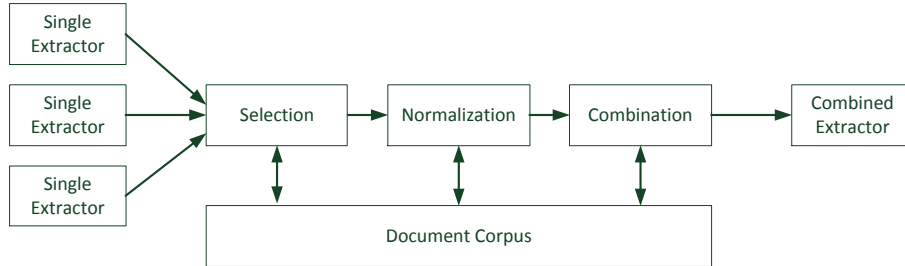 Single
Extractor
Single
Extractor
Single
Extractor
Selection
Normalization
Combination
Combined
Extractor
Document Corpus